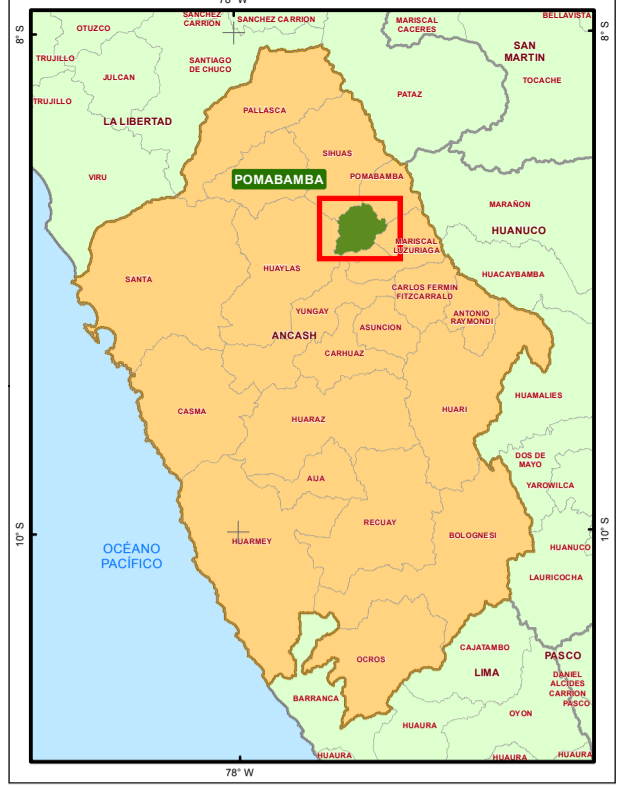 78° W
SANCHEZ
CARRIÓN
SANCHEZ CARRION
MARISCAL
CACERES
BELLAVISTA
8° S
8° S
OTUZCO
SAN
MARTIN
TRUJILLO
SANTIAGO
DE CHUCO
JULCAN
TOCACHE
TRUJILLO
PATAZ
PALLASCA
LA LIBERTAD
SIHUAS
VIRU
POMABAMBA
POMABAMBA
MARAÑON
HUANUCO
MARISCAL
LUZURIAGA
HUAYLAS
HUACAYBAMBA
SANTA
CARLOS FERMIN
FITZCARRALD
YUNGAY
ANTONIO
RAYMONDI
ASUNCION
ANCASH
CARHUAZ
HUAMALIES
CASMA
HUARI
HUARAZ
DOS DE
MAYO
AIJA
YAROWILCA
RECUAY
10° S
10° S
HUARMEY
BOLOGNESI
OCÉANO
PACÍFICO
HUANUCO
LAURICOCHA
CAJATAMBO
PASCO
OCROS
LIMA
DANIEL
ALCIDES
CARRION
PASCO
BARRANCA
OYON
HUAURA
HUAURA
HUAURA
HUAURA
78° W